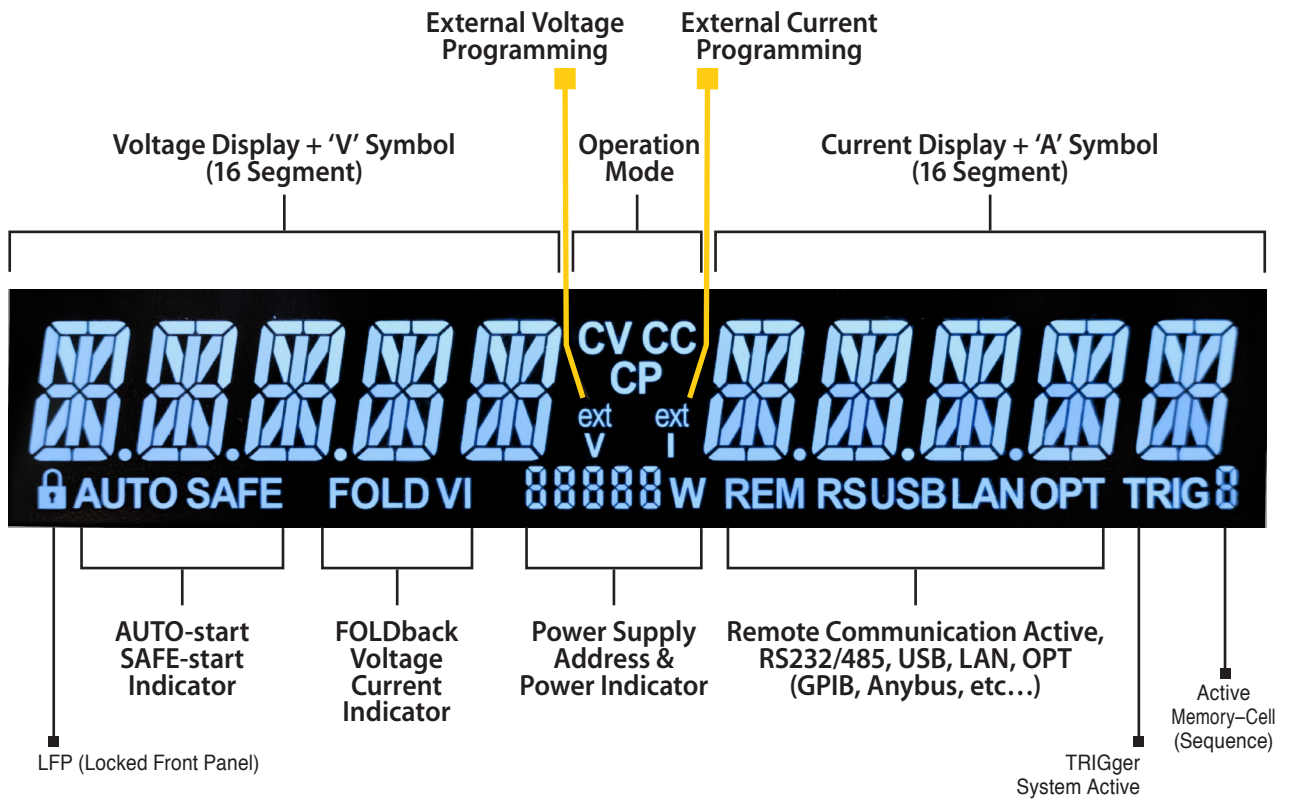 External Voltage
Programming
External Current
Programming
Voltage Display + ‘V’ Symbol
(16 Segment)
Operation
Mode
Current Display + ‘A’ Symbol
(16 Segment)
CV CC
CP
ext
V
ext
I
AUTO SAFE FOLD VI 88888 W REM RS USB LAN OPT TRIG 8
AUTO-start
SAFE-start
Indicator
FOLDback
Voltage
Current
Indicator
Power Supply
Address &
Power Indicator
Remote Communication Active,
RS232/485, USB, LAN, OPT
(GPIB, Anybus, etc…)
Active
Memory–Cell
(Sequence)
LFP (Locked Front Panel)
TRIGger
System Active